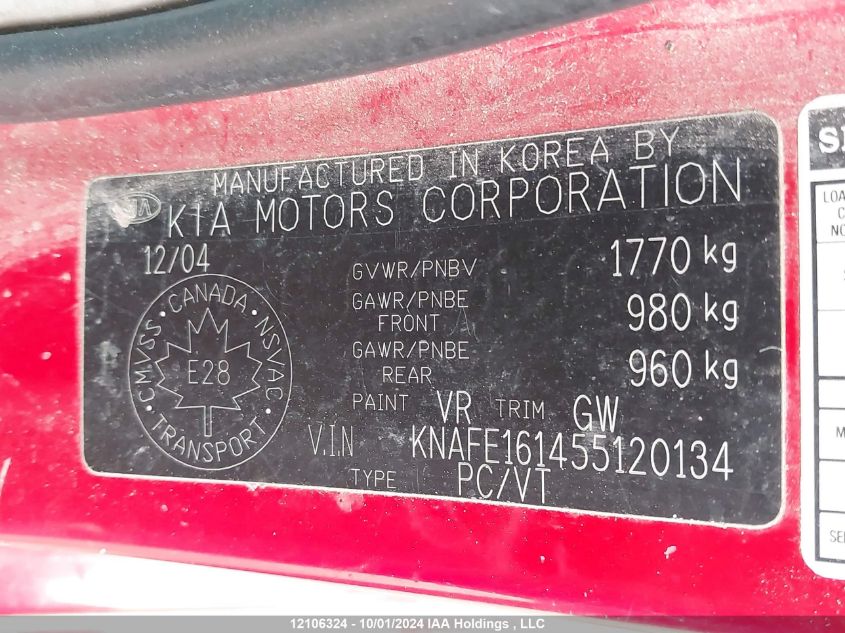 MANUFACTURED IN KOREA BY
KIA KIA MOTORS CORPORATION
12/04
GVWR/PNBV 1770 kg
GAWR/PNBE
FRONT 980 kg
GAWR/PNBE
REAR 960 kg
CANADA
CMVSS NSVAC
E28
TRANSPORT
PAINT VR TRIM GW
V.I.N KNAFE161455120134
TYPE PC/VT
12106324 - 10/01/2024 IAA Holdings , LLC